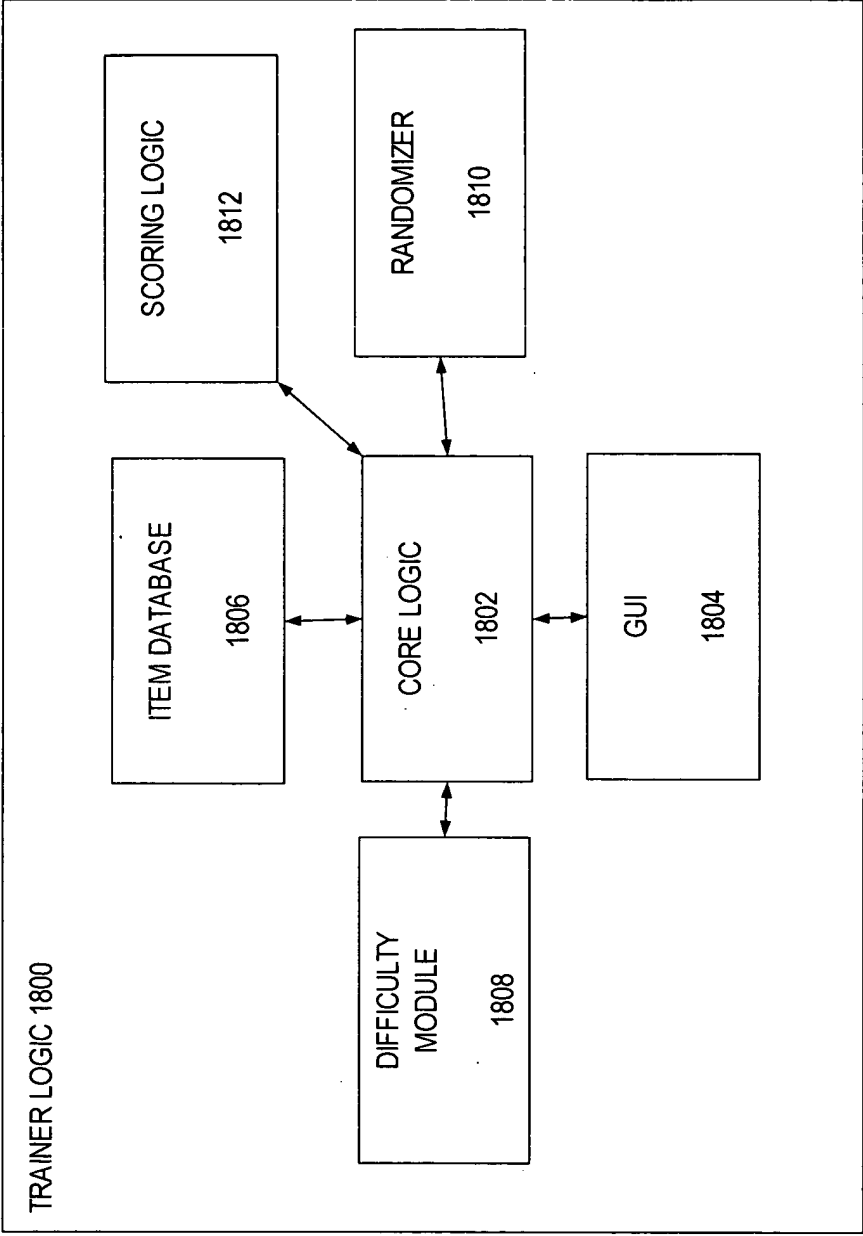 TRAINER LOGIC 1800
ITEM DATABASE
1806
SCORING LOGIC
1812
DIFFICULTY
MODULE
1808
CORE LOGIC
1802
RANDOMIZER
1810
GUI
1804